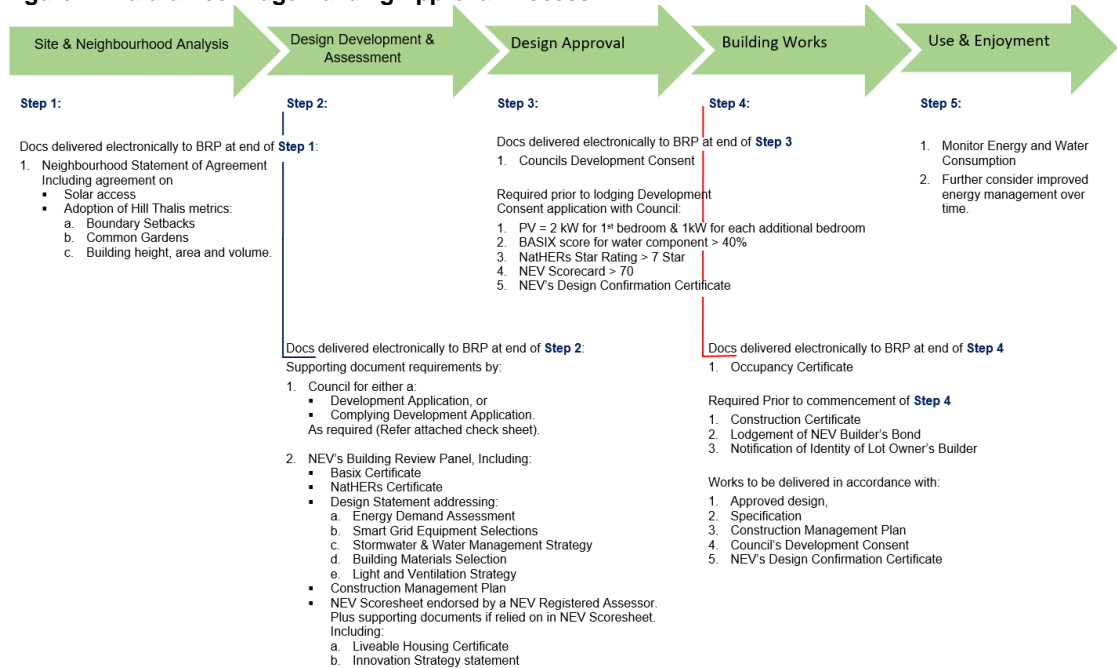 Site & Neighbourhood Analysis
Design Development &
Assessment
Design Approval
Building Works
Use & Enjoyment
Step 1:
Docs delivered electronically to BRP at end of Step 1:
1. Neighbourhood Statement of Agreement
Including agreement on
▪ Solar access
▪ Adoption of Hill Thalis metrics:
a. Boundary Setbacks
b. Common Gardens
c. Building height, area and volume.
Step 2:
Docs delivered electronically to BRP at end of Step 2:
Supporting document requirements by:
1. Council for either a:
▪ Development Application, or
▪ Complying Development Application.
As required (Refer attached check sheet).
2. NEV's Building Review Panel, Including:
▪ Basix Certificate
▪ NatHERs Certificate
▪ Design Statement addressing:
a. Energy Demand Assessment
b. Smart Grid Equipment Selections
c. Stormwater & Water Management Strategy
d. Building Materials Selection
e. Light and Ventilation Strategy
▪ Construction Management Plan
▪ NEV Scoresheet endorsed by a NEV Registered Assessor.
Plus supporting documents if relied on in NEV Scoresheet.
Including:
a. Liveable Housing Certificate
b. Innovation Strategy statement
Step 3:
Docs delivered electronically to BRP at end of Step 3
1. Councils Development Consent
Required prior to lodging Development
Consent application with Council:
1. PV = 2 kW for 1st bedroom & 1kW for each additional bedroom
2. BASIX score for water component > 40%
3. NatHERs Star Rating > 7 Star
4. NEV Scorecard > 70
5. NEV's Design Confirmation Certificate
Step 4:
Docs delivered electronically to BRP at end of Step 4
1. Occupancy Certificate
Required Prior to commencement of Step 4
1. Construction Certificate
2. Lodgement of NEV Builder's Bond
3. Notification of Identity of Lot Owner's Builder
Works to be delivered in accordance with:
1. Approved design,
2. Specification
3. Construction Management Plan
4. Council's Development Consent
5. NEV's Design Confirmation Certificate
Step 5:
1. Monitor Energy and Water
Consumption
2. Further consider improved
energy management over
time.